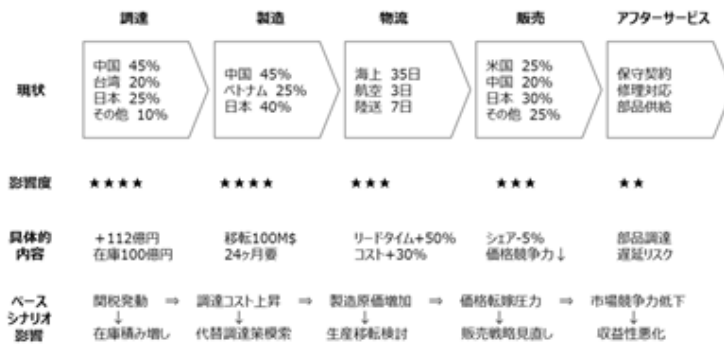 調達 製造 物流 販売 アフターサービス
現状
中国 45%
台湾 20%
日本 25%
その他 10%
中国 45%
ベトナム 25%
日本 40%
海上 35日
航空 3日
陸送 7日
米国 25%
中国 20%
日本 30%
その他 25%
保守契約
修理対応
部品供給
影響度 ★★★★ ★★★★ ★★★ ★★★ ★★
具体的
内容
+112億円
在庫100億円
移転100M$
24ヶ月要
リードタイム+50%
コスト+30%
シェア-5%
価格競争力↓
部品調達
遅延リスク
ベース
シナリオ
影響
関税発動 ⇒ 調達コスト上昇 ⇒ 製造原価増加 ⇒ 価格転嫁圧力 ⇒ 市場競争力低下
↓ ↓ ↓ ↓ ↓
在庫積み増し 代替調達策模索 生産移転検討 販売戦略見直し 収益性悪化